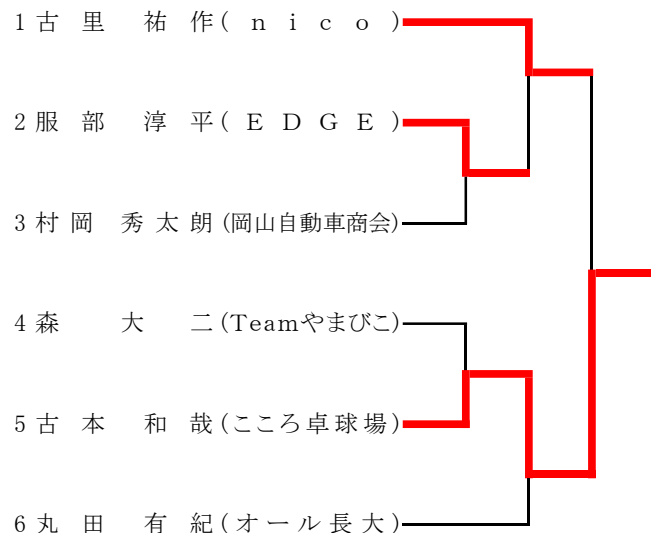 1 古里 祐作(nico)
2 服部 淳平(EDGE)
3 村岡 秀太朗(岡山自動車商会)
4 森 大二(Teamやまびこ)
5 古本 和哉(こころ卓球場)
6 丸田 有紀(オール長大)